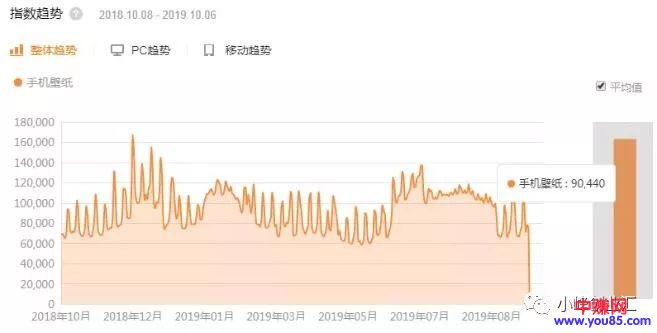 指数趋势 ? 2018.10.08 - 2019.10.06
整体趋势 PC趋势 移动趋势
手机壁纸 平均值
180,000
160,000
140,000
120,000
100,000
80,000
60,000
40,000
20,000
0
手机壁纸 : 90,440
2018年10月 2018年12月 2019年01月 2019年03月 2019年05月 2019年07月 2019年08月
中赚网
www.you85.com